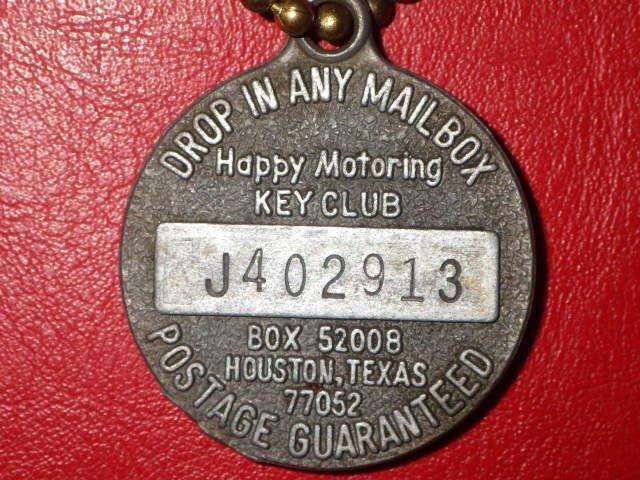 DROP IN ANY MAILBOX
Happy Motoring
KEY CLUB
J402913
BOX 52008
HOUSTON, TEXAS
77052
POSTAGE GUARANTEED